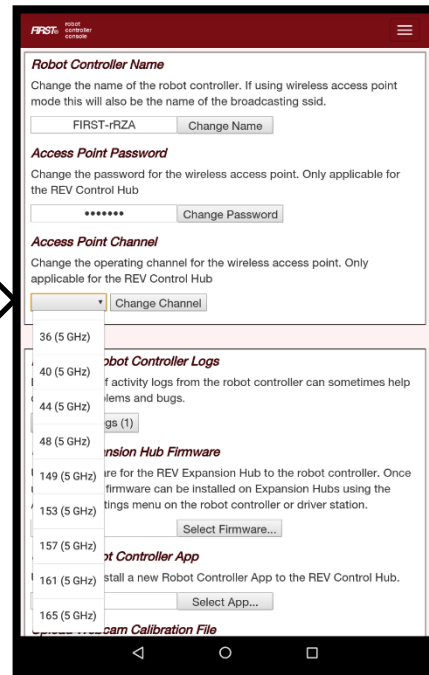 FIRST® robot
controller
console
Robot Controller Name
Change the name of the robot controller. If using wireless access point
mode this will also be the name of the broadcasting ssid.
FIRST-rRZA Change Name
Access Point Password
Change the password for the wireless access point. Only applicable for
the REV Control Hub
••••••• Change Password
Access Point Channel
Change the operating channel for the wireless access point. Only
applicable for the REV Control Hub
Change Channel
36 (5 GHz)
obot Controller Logs
40 (5 GHz) f activity logs from the robot controller can sometimes help
lems and bugs.
44 (5 GHz)
gs (1)
48 (5 GHz)
nsion Hub Firmware
149 (5 GHz) re for the REV Expansion Hub to the robot controller. Once
firmware can be installed on Expansion Hubs using the
153 (5 GHz) tings menu on the robot controller or driver station.
Select Firmware...
157 (5 GHz)
ot Controller App
161 (5 GHz) stall a new Robot Controller App to the REV Control Hub.
Select App...
165 (5 GHz)
cam Calibration File